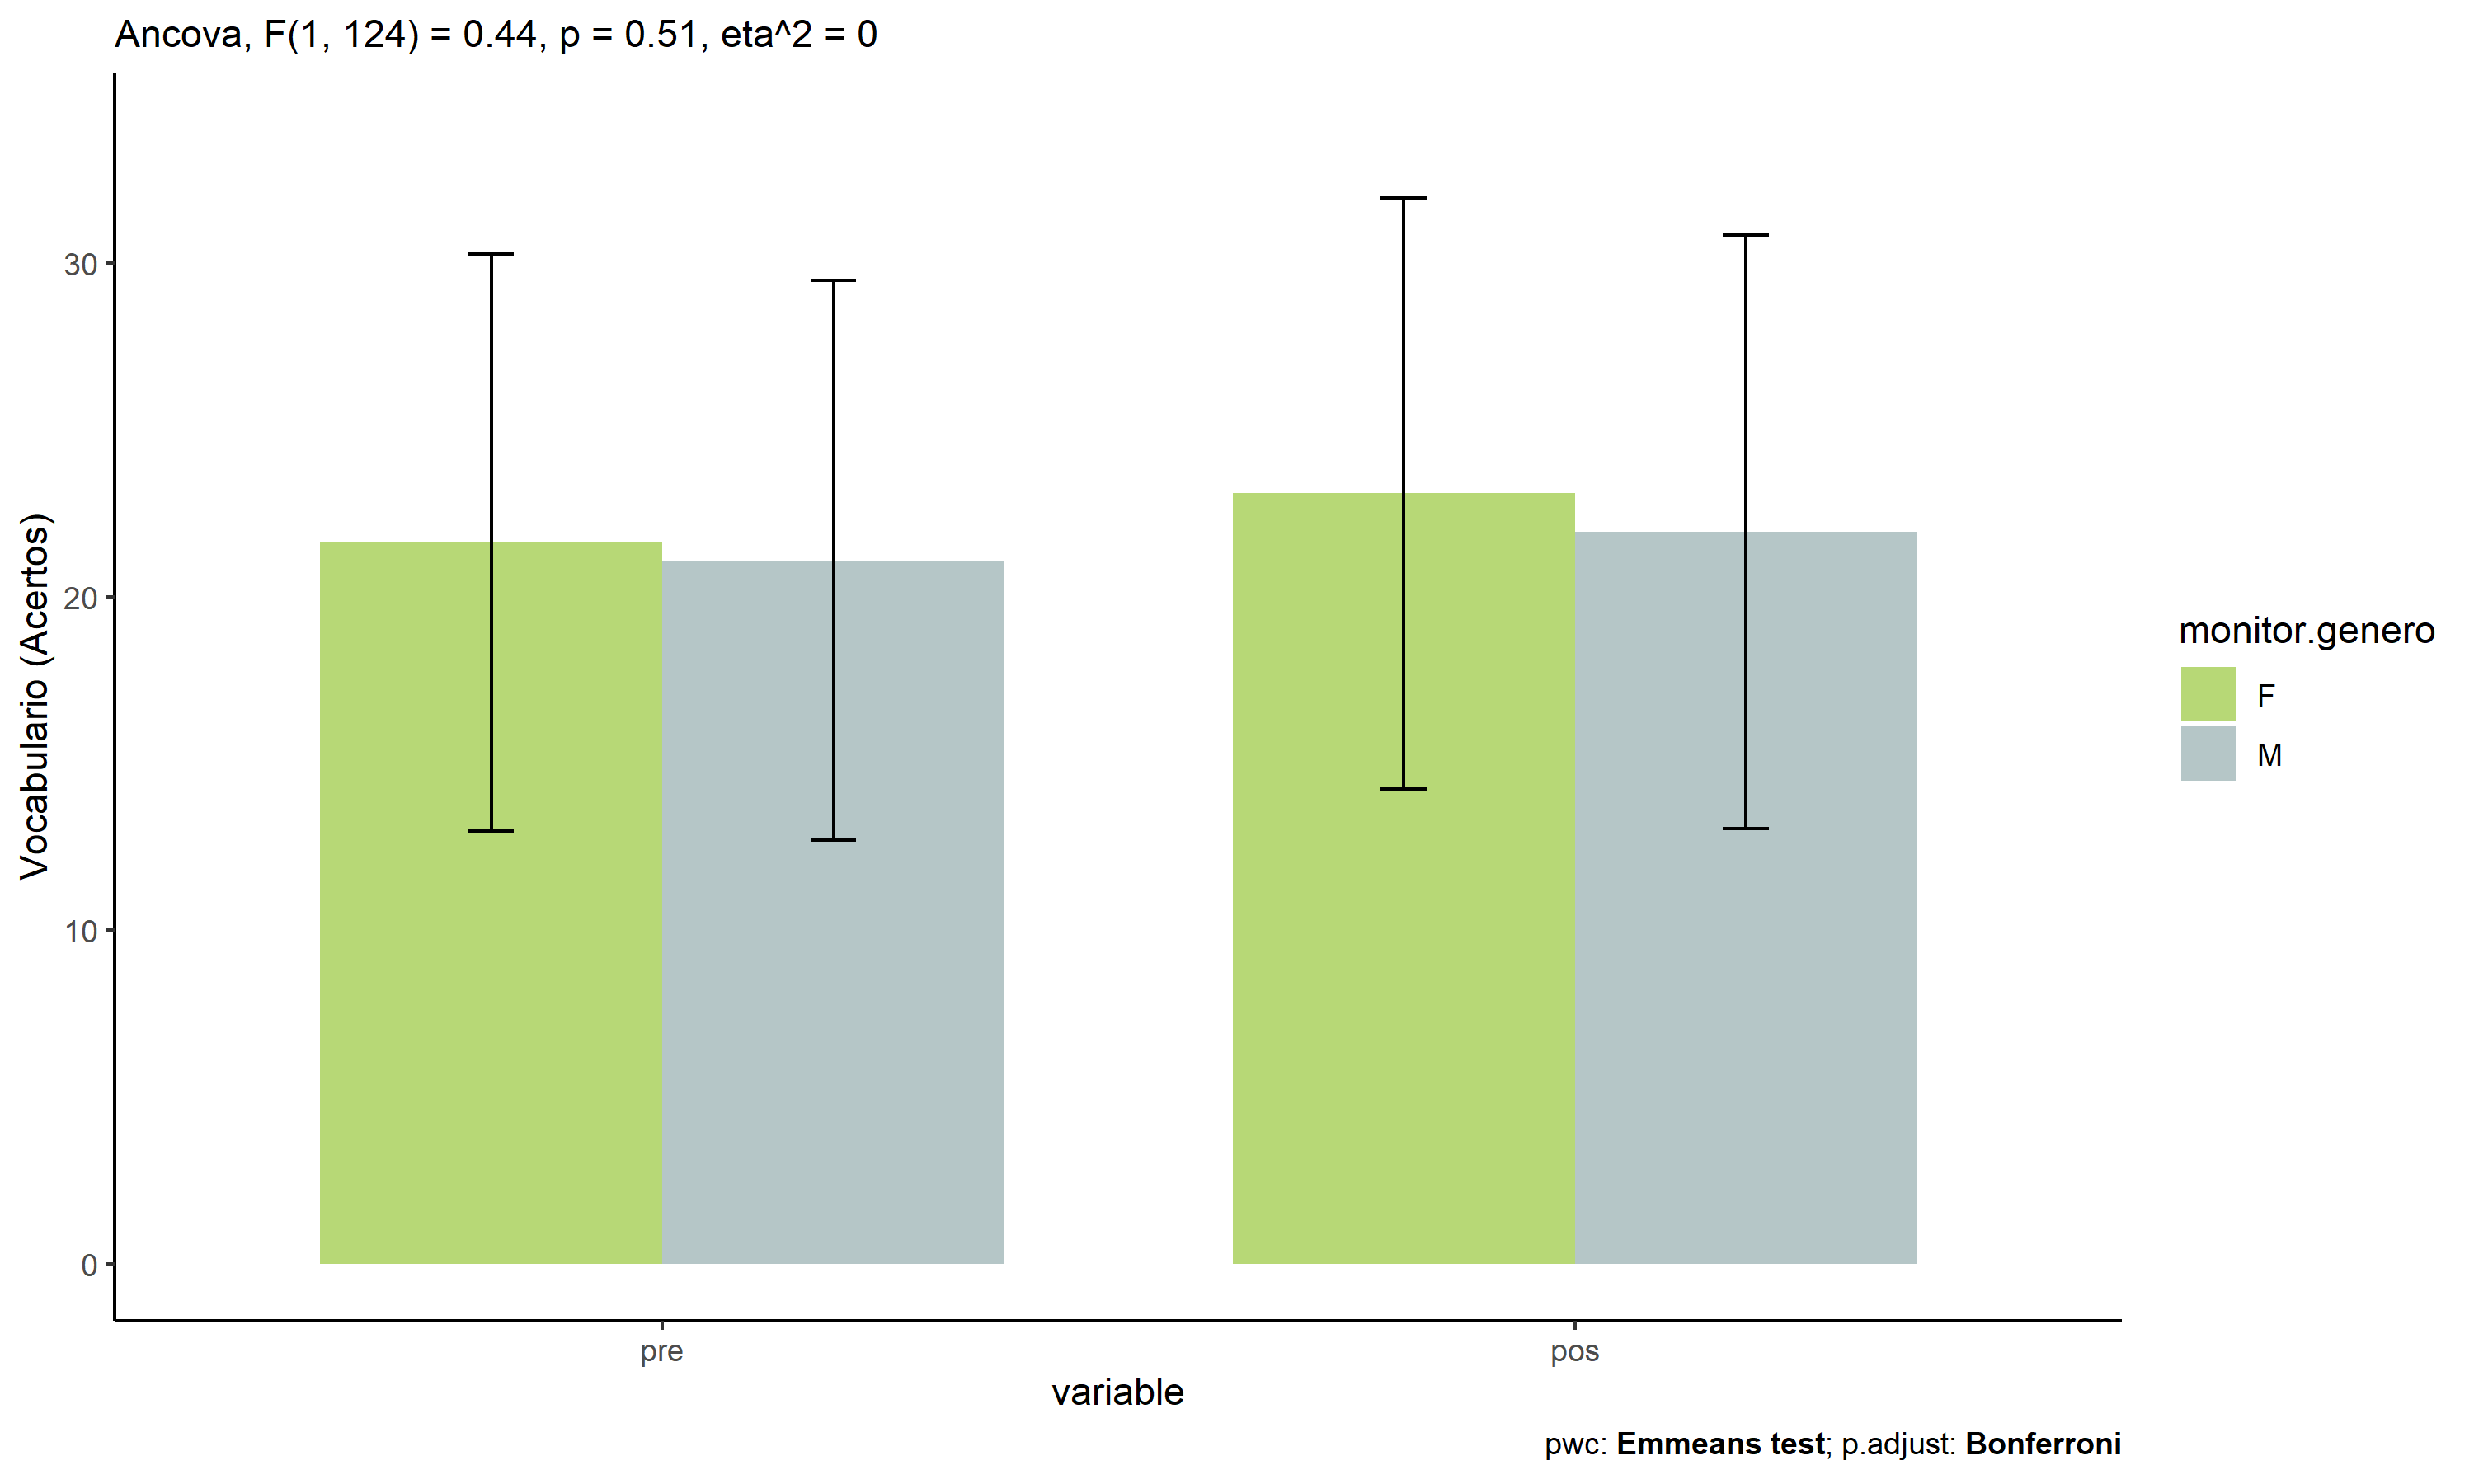 Ancova, F(1, 124) = 0.44, p = 0.51, eta^2 = 0
Vocabulario (Acertos)
30
20
10
0
pre
pos
variable
monitor.genero
F
M
pwc: Emmeans test; p.adjust: Bonferroni